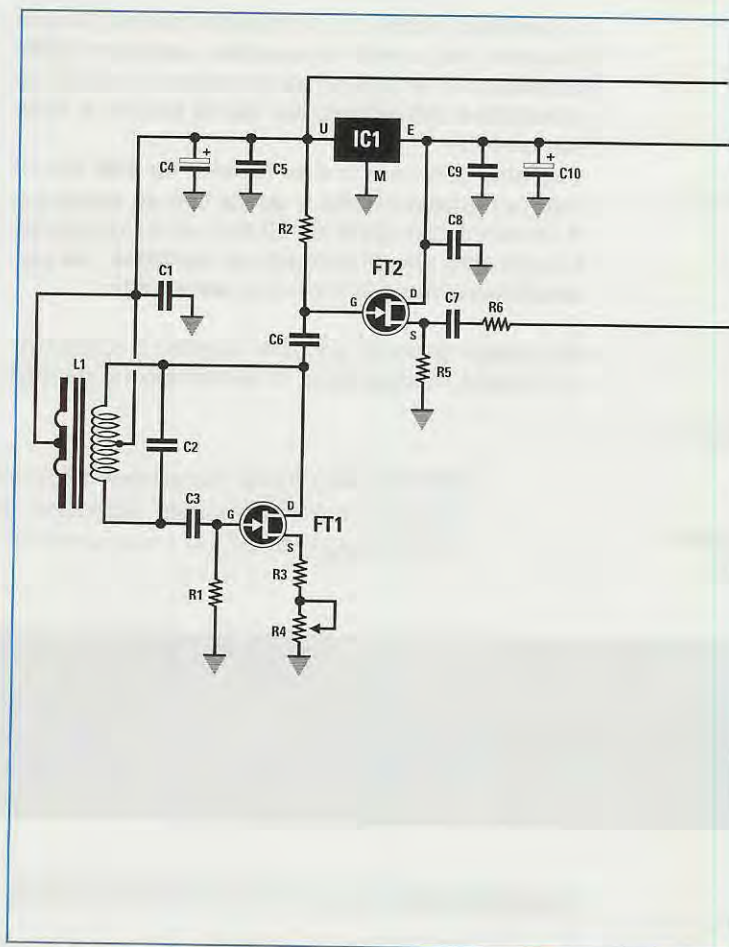 U IC1 E
C4 + C5 M C9 + C10
R2 C8
FT2
C1 G D C7 R6
C6 S
L1 R5
C2
C3 G D
FT1
S
R1 R3
R4